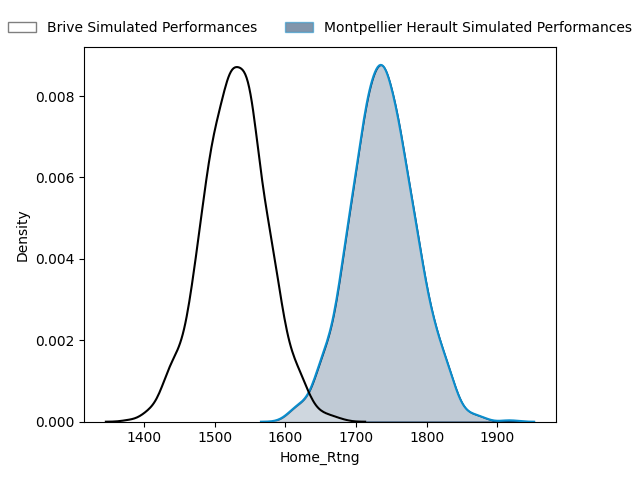 Brive Simulated Performances
Montpellier Herault Simulated Performances
Density
0.008
0.006
0.004
0.002
0.000
1400 1500 1600 1700 1800 1900
Home_Rtng